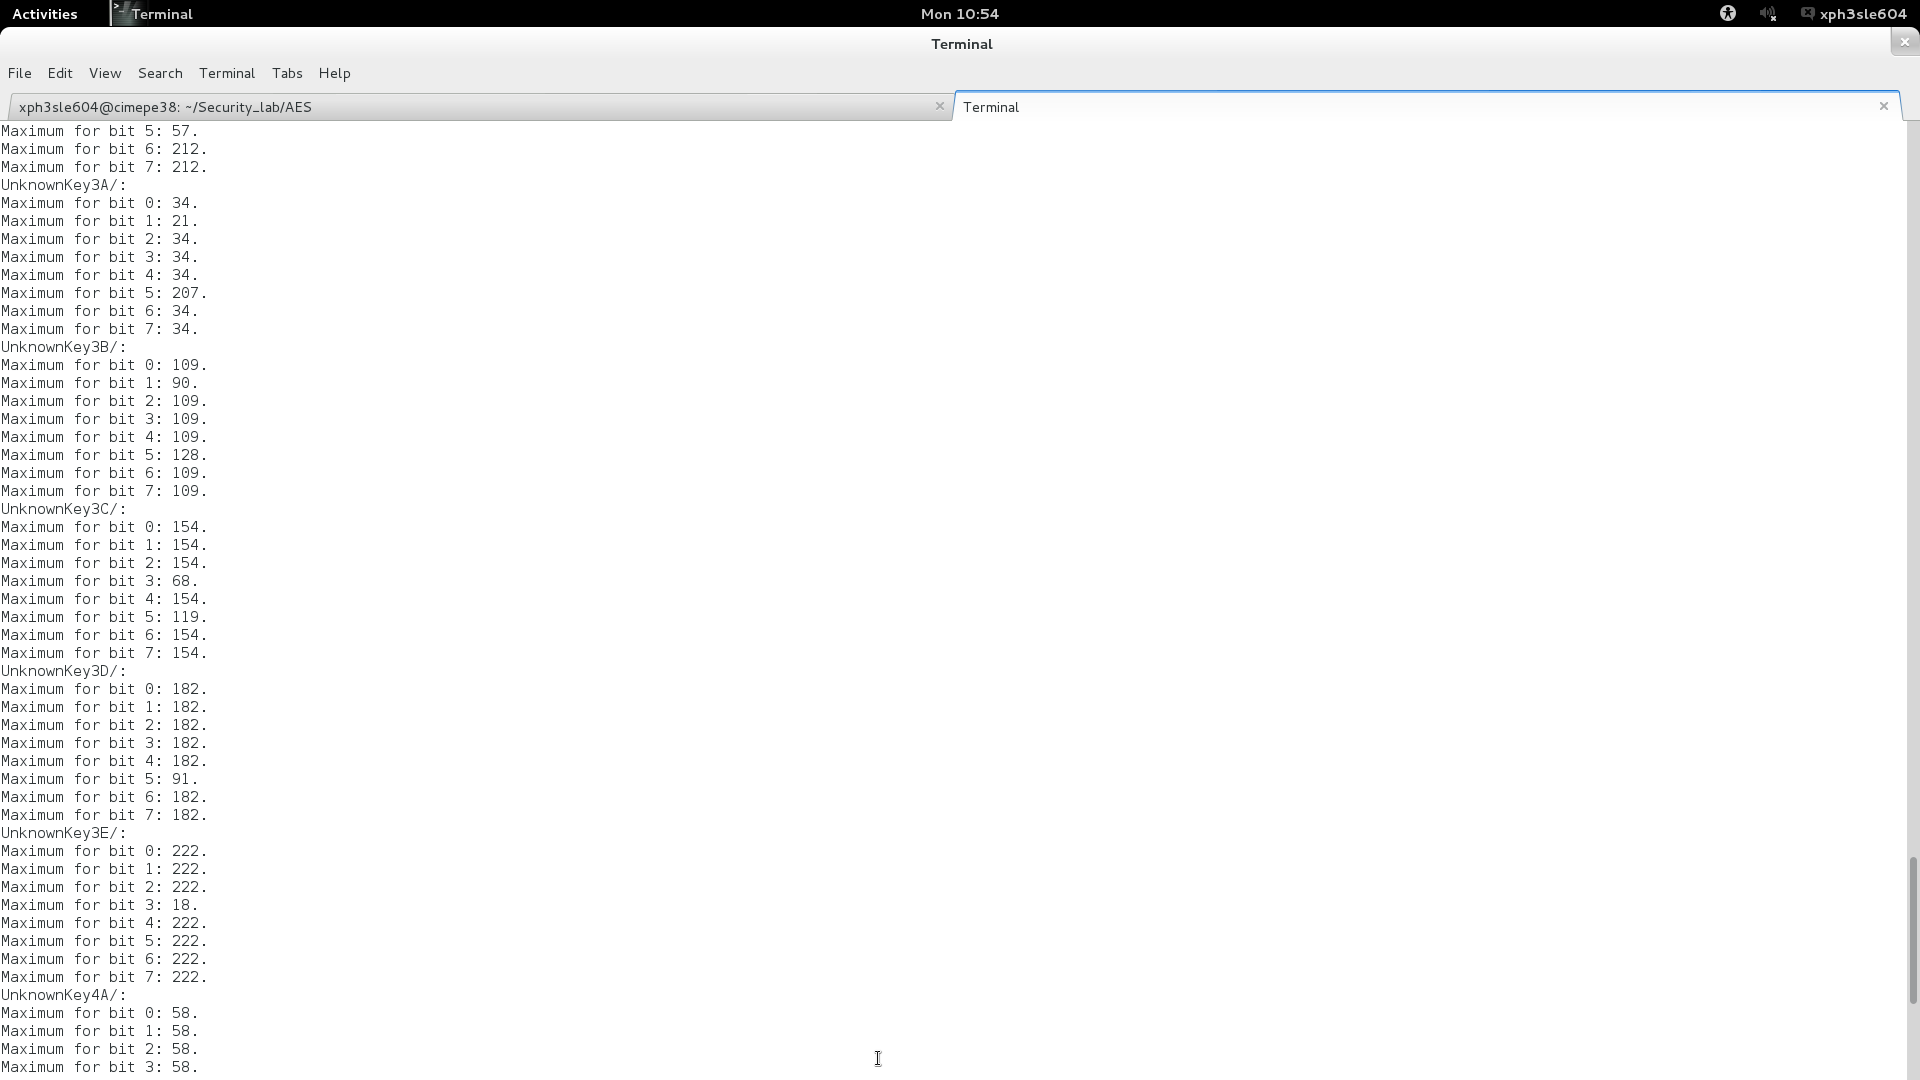 Activities Terminal Mon 10:54 xph3sle604
Terminal
File Edit View Search Terminal Tabs Help
xph3sle604@cimepe38: ~/Security_lab/AES Terminal
Maximum for bit 5: 57.
Maximum for bit 6: 212.
Maximum for bit 7: 212.
UnknownKey3A/:
Maximum for bit 0: 34.
Maximum for bit 1: 21.
Maximum for bit 2: 34.
Maximum for bit 3: 34.
Maximum for bit 4: 34.
Maximum for bit 5: 207.
Maximum for bit 6: 34.
Maximum for bit 7: 34.
UnknownKey3B/:
Maximum for bit 0: 109.
Maximum for bit 1: 90.
Maximum for bit 2: 109.
Maximum for bit 3: 109.
Maximum for bit 4: 109.
Maximum for bit 5: 128.
Maximum for bit 6: 109.
Maximum for bit 7: 109.
UnknownKey3C/:
Maximum for bit 0: 154.
Maximum for bit 1: 154.
Maximum for bit 2: 154.
Maximum for bit 3: 68.
Maximum for bit 4: 154.
Maximum for bit 5: 119.
Maximum for bit 6: 154.
Maximum for bit 7: 154.
UnknownKey3D/:
Maximum for bit 0: 182.
Maximum for bit 1: 182.
Maximum for bit 2: 182.
Maximum for bit 3: 182.
Maximum for bit 4: 182.
Maximum for bit 5: 91.
Maximum for bit 6: 182.
Maximum for bit 7: 182.
UnknownKey3E/:
Maximum for bit 0: 222.
Maximum for bit 1: 222.
Maximum for bit 2: 222.
Maximum for bit 3: 18.
Maximum for bit 4: 222.
Maximum for bit 5: 222.
Maximum for bit 6: 222.
Maximum for bit 7: 222.
UnknownKey4A/:
Maximum for bit 0: 58.
Maximum for bit 1: 58.
Maximum for bit 2: 58.
Maximum for bit 3: 58.